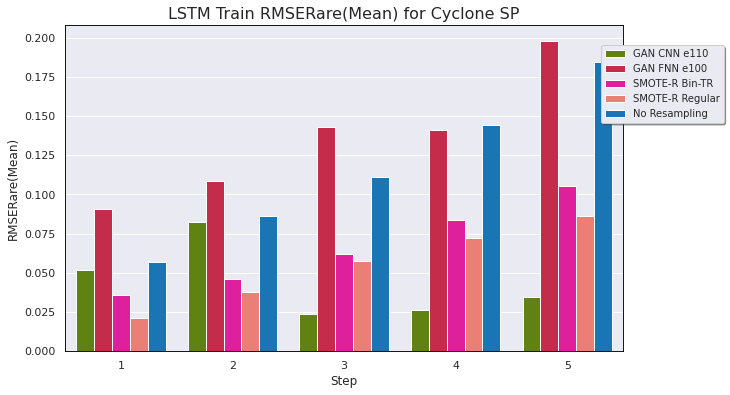 LSTM Train RMSERare(Mean) for Cyclone SP
RMSERare(Mean)
0.200
0.175
0.150
0.125
0.100
0.075
0.050
0.025
0.000
1 2 3 4 5
Step
GAN CNN e110
GAN FNN e100
SMOTE-R Bin-TR
SMOTE-R Regular
No Resampling